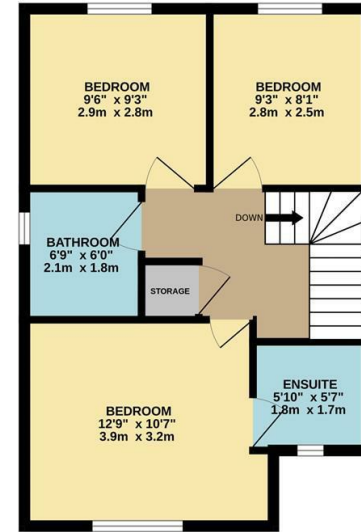 BEDROOM
9'6" x 9'3"
2.9m x 2.8m
BEDROOM
9'3" x 8'1"
2.8m x 2.5m
DOWN
BATHROOM
6'9" x 6'0"
2.1m x 1.8m
STORAGE
BEDROOM
12'9" x 10'7"
3.9m x 3.2m
ENSUITE
5'10" x 5'7"
1.8m x 1.7m